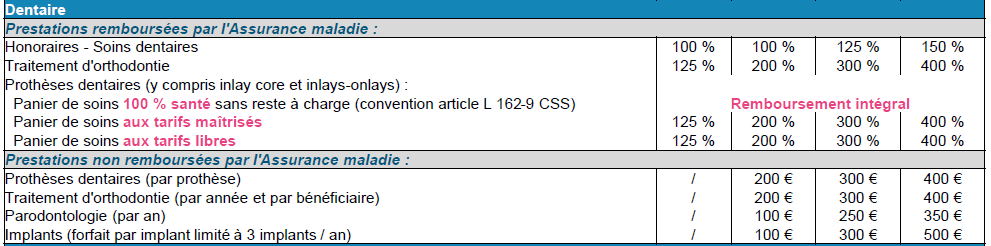 Dentaire
Prestations remboursées par l'Assurance maladie :
Honoraires - Soins dentaires 100 % 100 % 125 % 150 %
Traitement d'orthodontie 125 % 200 % 300 % 400 %
Prothèses dentaires (y compris inlay core et inlays-onlays) :
Panier de soins 100 % santé sans reste à charge (convention article L 162-9 CSS) Remboursement intégral
Panier de soins aux tarifs maîtrisés 125 % 200 % 300 % 400 %
Panier de soins aux tarifs libres 125 % 200 % 300 % 400 %
Prestations non remboursées par l'Assurance maladie :
Prothèses dentaires (par prothèse) / 200 € 300 € 400 €
Traitement d'orthodontie (par année et par bénéficiaire) / 200 € 300 € 400 €
Parodontologie (par an) / 100 € 250 € 350 €
Implants (forfait par implant limité à 3 implants / an) / 100 € 300 € 500 €